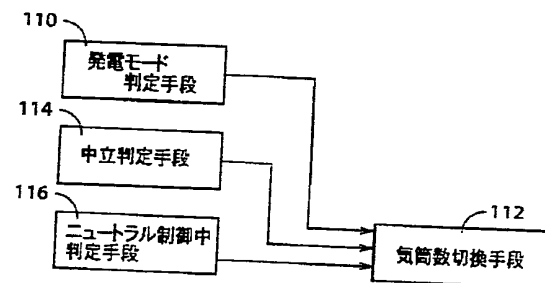 110
発電モード
判定手段
114
中立判定手段
116
ニュートラル制御中
判定手段
112
気筒数切換手段